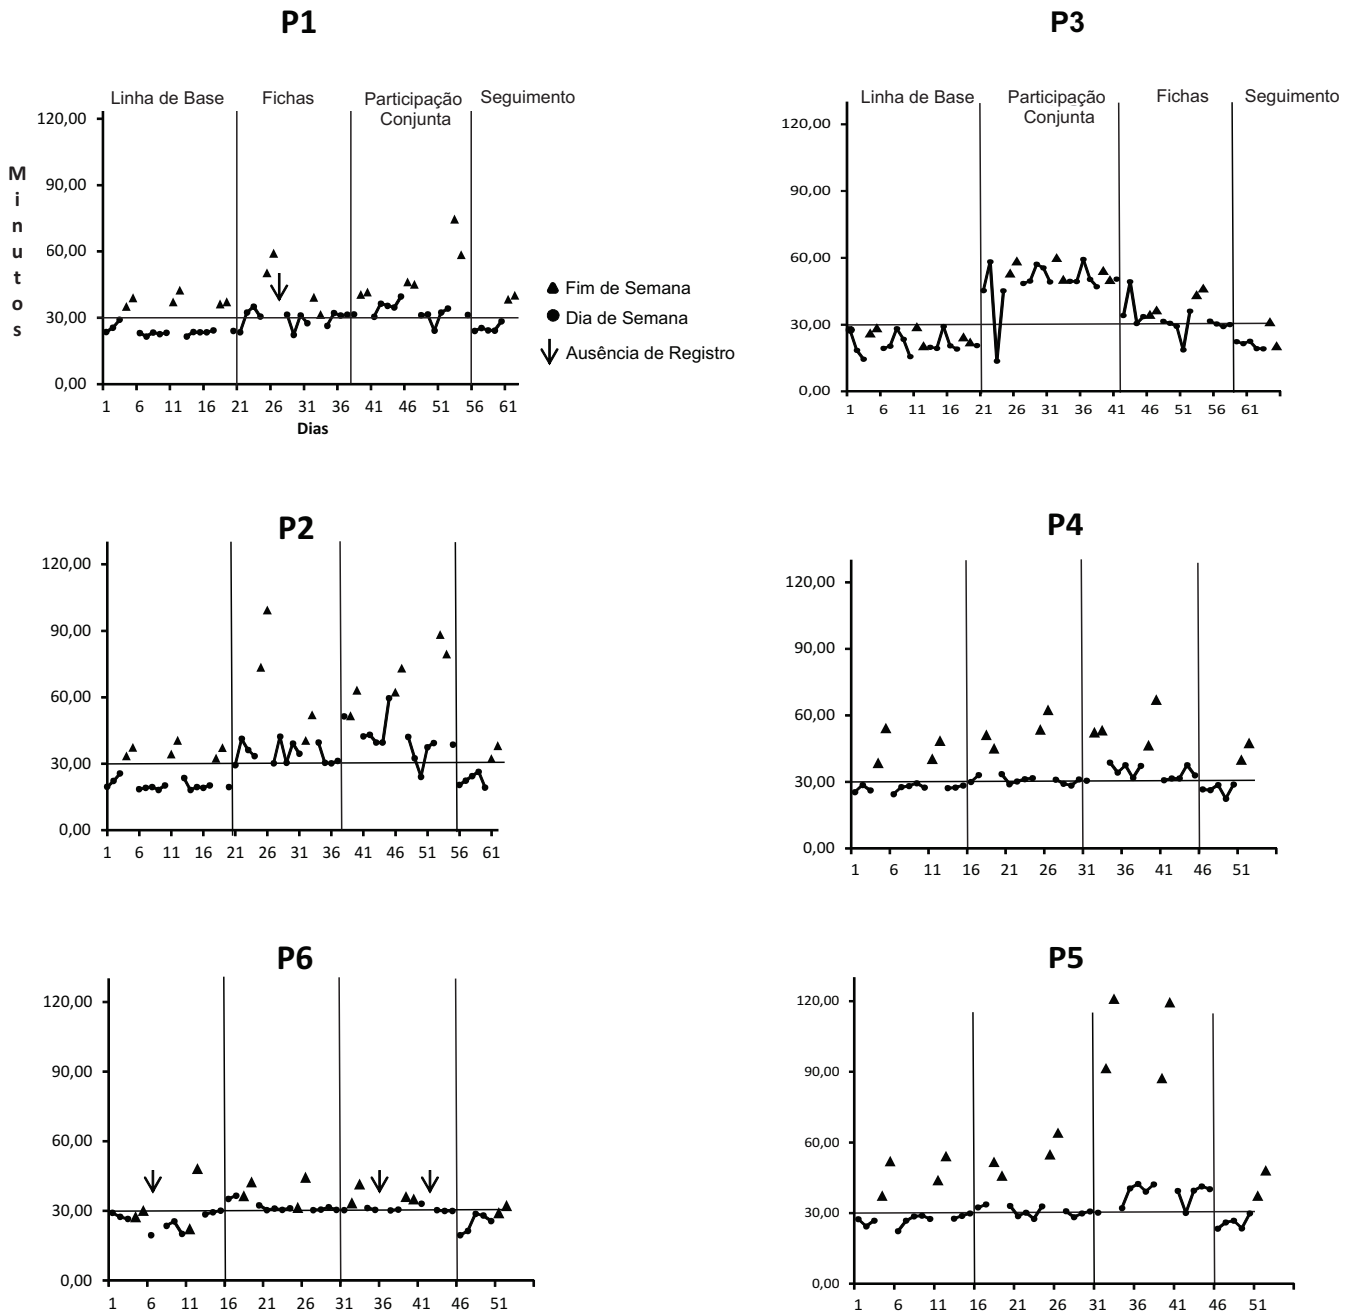 P1
Linha de Base
Fichas
Participação
Conjunta
Seguimento
Minutos
120,00
90,00
60,00
30,00
0,00
1 6 11 16 21 26 31 36 41 46 51 56 61
Dias
Fim de Semana
Dia de Semana
Ausência de Registro
P3
Linha de Base
Participação
Conjunta
Fichas
Seguimento
120,00
90,00
60,00
30,00
0,00
1 6 11 16 21 26 31 36 41 46 51 56 61
P2
120,00
90,00
60,00
30,00
0,00
1 6 11 16 21 26 31 36 41 46 51 56 61
P4
120,00
90,00
60,00
30,00
0,00
1 6 11 16 21 26 31 36 41 46 51
P6
120,00
90,00
60,00
30,00
0,00
1 6 11 16 21 26 31 36 41 46 51
P5
120,00
90,00
60,00
30,00
0,00
1 6 11 16 21 26 31 36 41 46 51